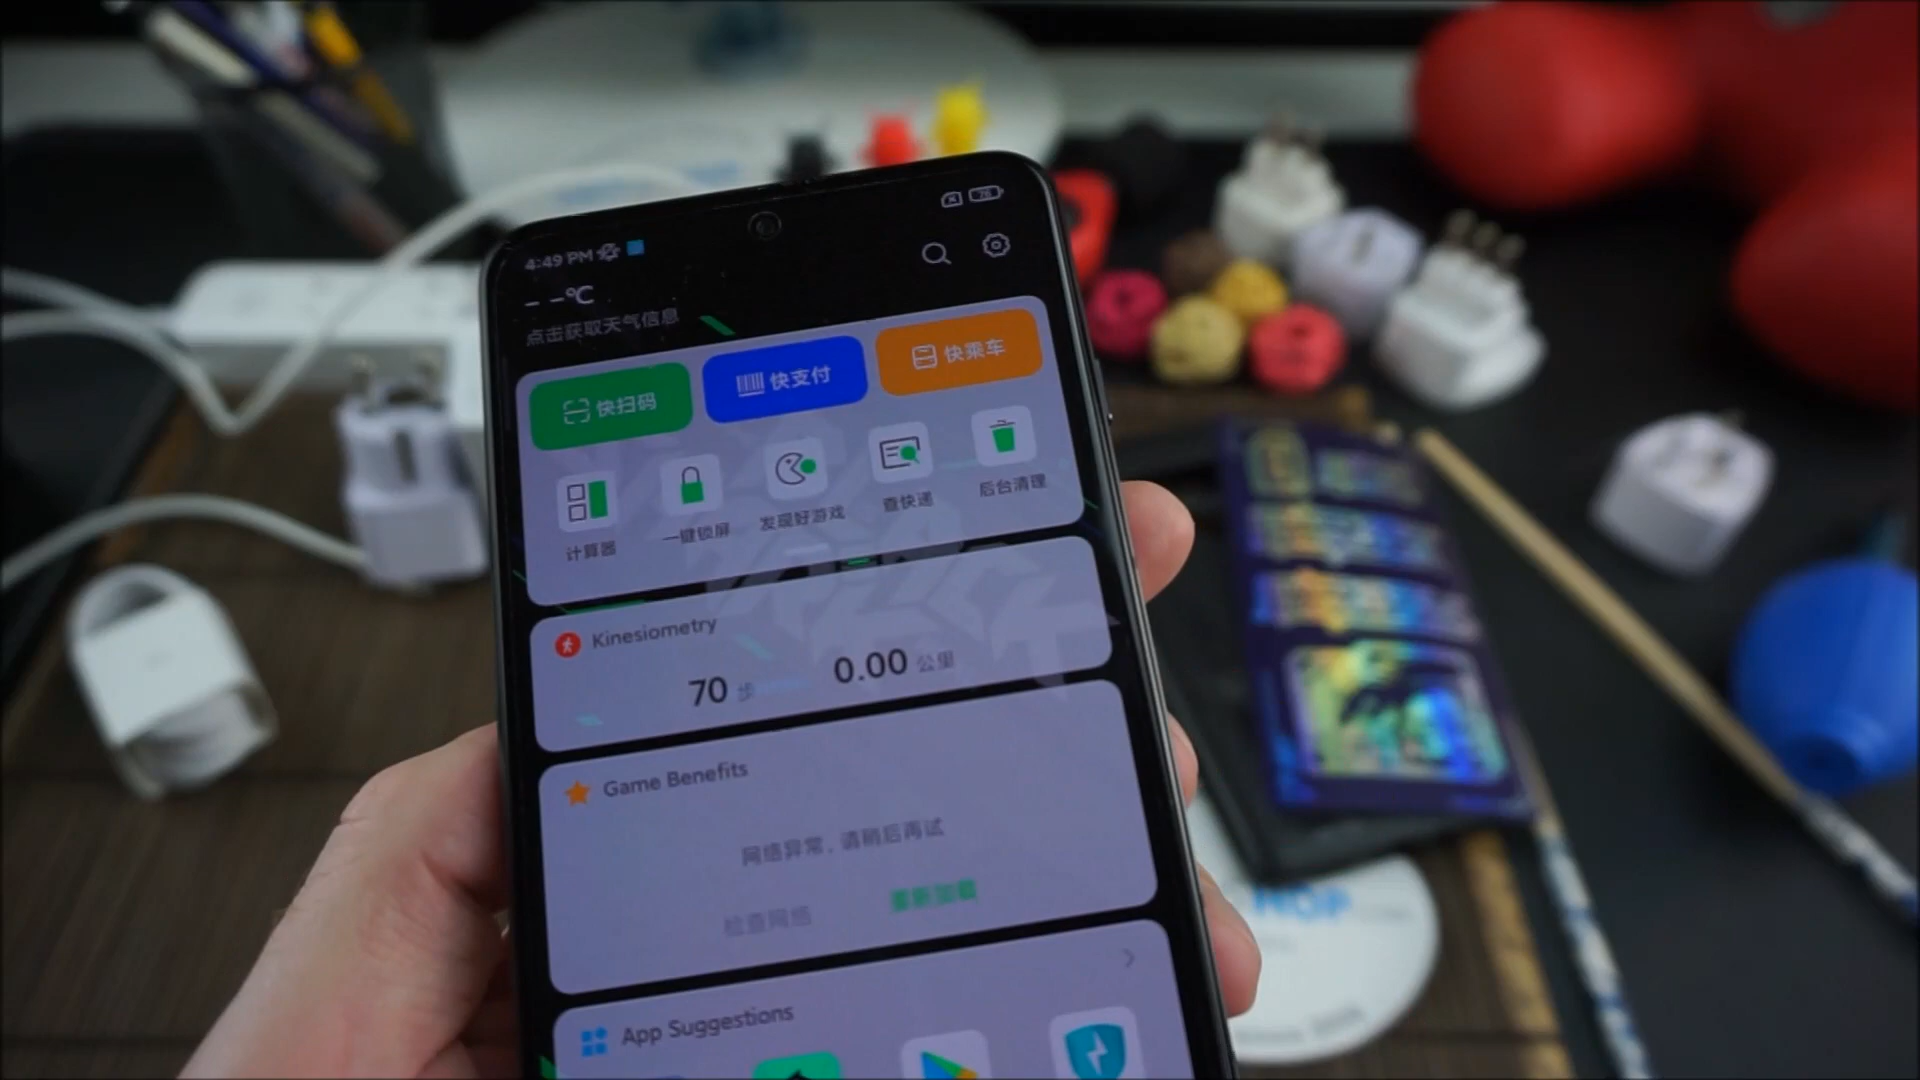 4:49 PM
- -°C
点击获取天气信息
快扫码
快支付
快乘车
计算器
一键锁屏
发现好游戏
查快递
后台清理
Kinesiometry
70 步
0.00 公里
Game Benefits
网络异常，请稍后再试
检查网络
重新加载
App Suggestions